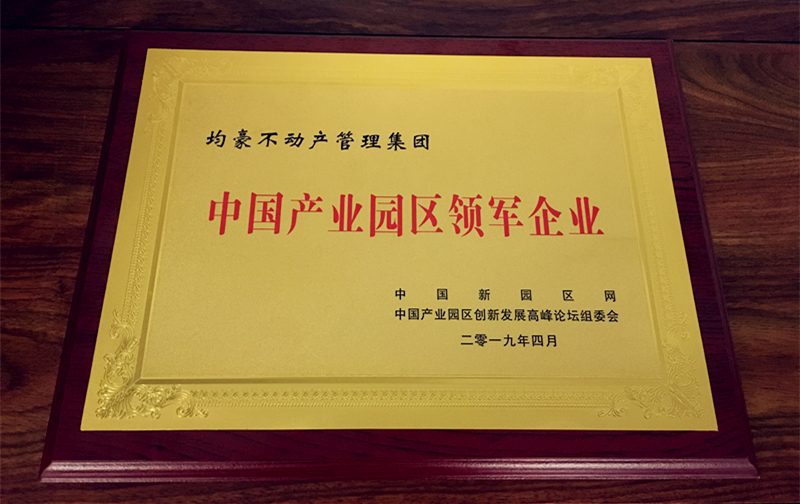 均豪不动产管理集团
中国产业园区领军企业
中国新园区网
中国产业园区创新发展高峰论坛组委会
二零一九年四月